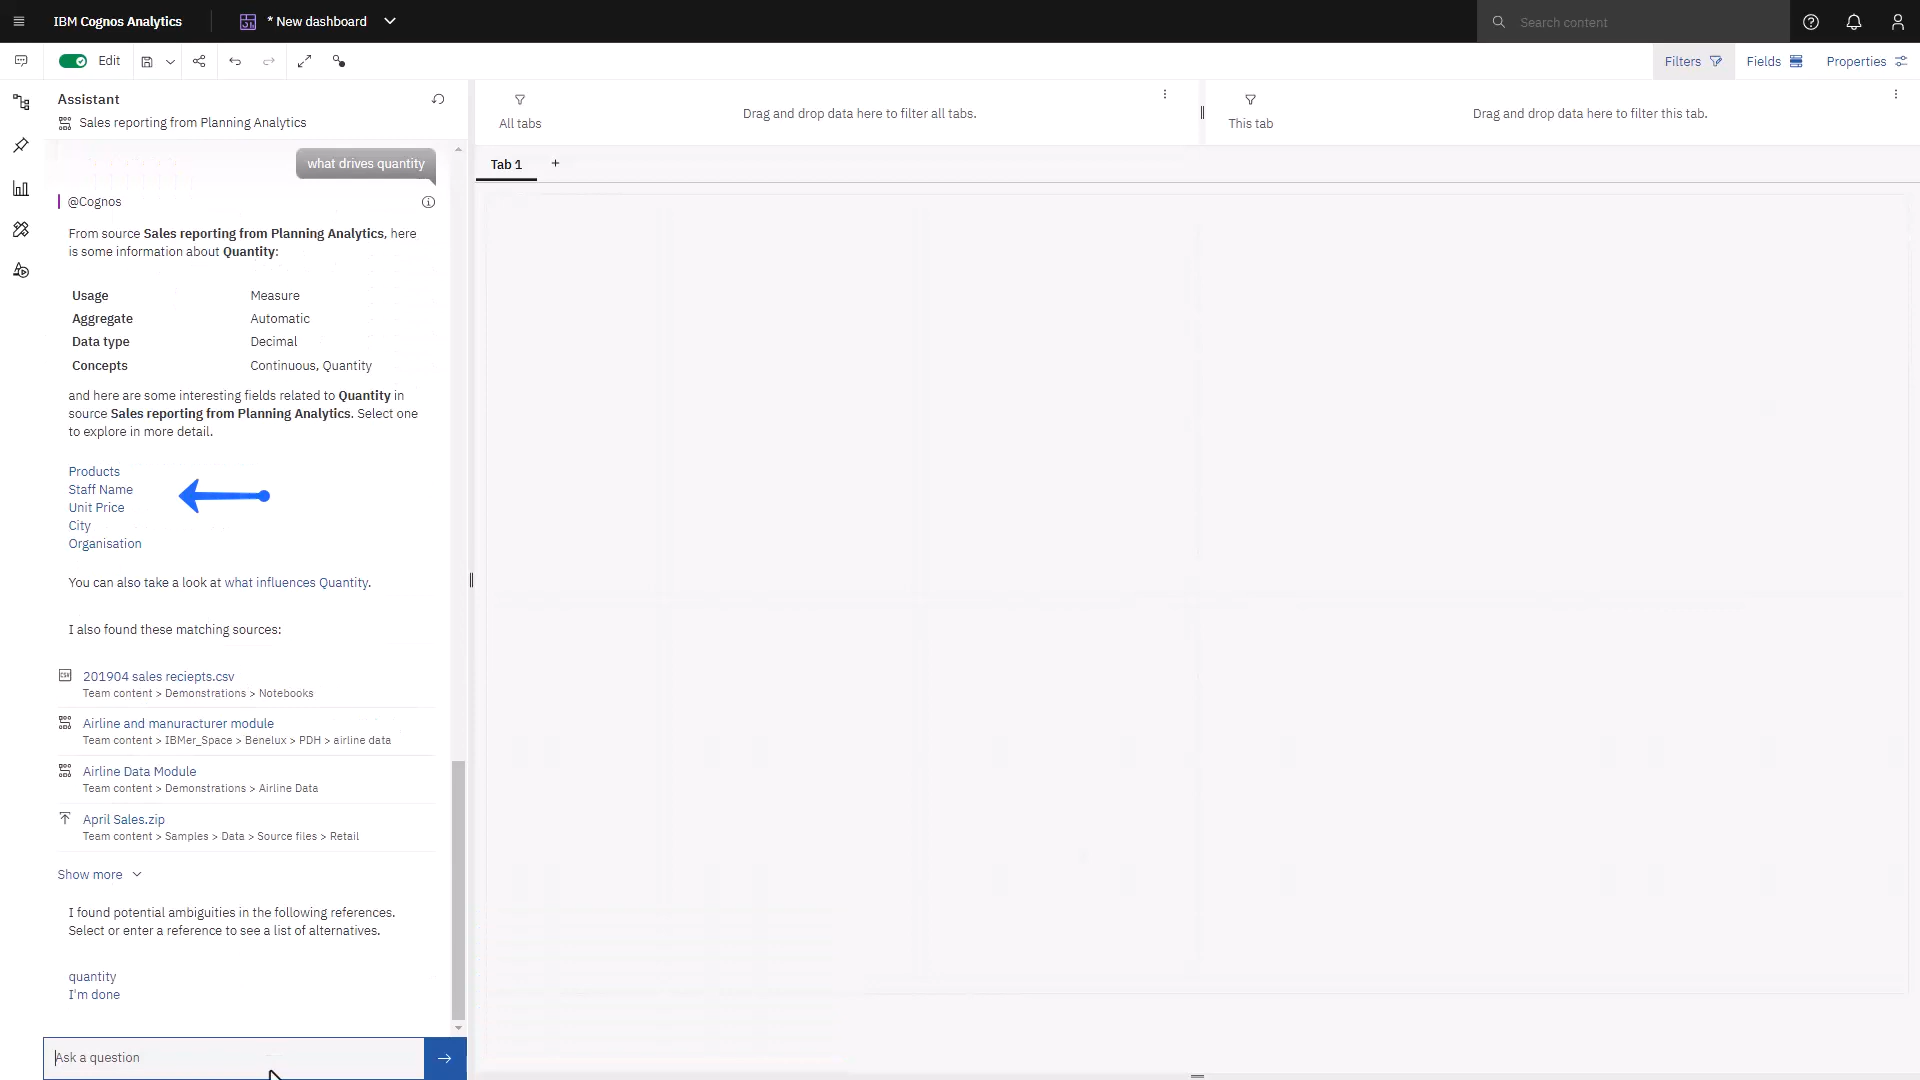 IBM Cognos Analytics
* New dashboard
Search content
Edit
Filters
Fields
Properties
Assistant
Sales reporting from Planning Analytics
All tabs
Drag and drop data here to filter all tabs.
This tab
Drag and drop data here to filter this tab.
Tab 1
what drives quantity
@Cognos
From source Sales reporting from Planning Analytics, here
is some information about Quantity:
Usage Measure
Aggregate Automatic
Data type Decimal
Concepts Continuous, Quantity
and here are some interesting fields related to Quantity in
source Sales reporting from Planning Analytics. Select one
to explore in more detail.
Products
Staff Name
Unit Price
City
Organisation
You can also take a look at what influences Quantity.
I also found these matching sources:
201904 sales reciepts.csv
Team content > Demonstrations > Notebooks
Airline and manuracturer module
Team content > IBMer_Space > Benelux > PDH > airline data
Airline Data Module
Team content > Demonstrations > Airline Data
April Sales.zip
Team content > Samples > Data > Source files > Retail
Show more
I found potential ambiguities in the following references.
Select or enter a reference to see a list of alternatives.
quantity
I'm done
Ask a question